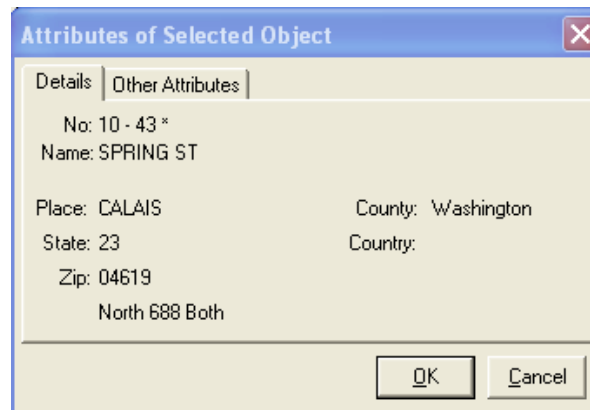 Attributes of Selected Object
Details Other Attributes
No: 10 - 43 *
Name: SPRING ST
Place: CALAIS County: Washington
State: 23 Country:
Zip: 04619
North 688 Both
OK Cancel